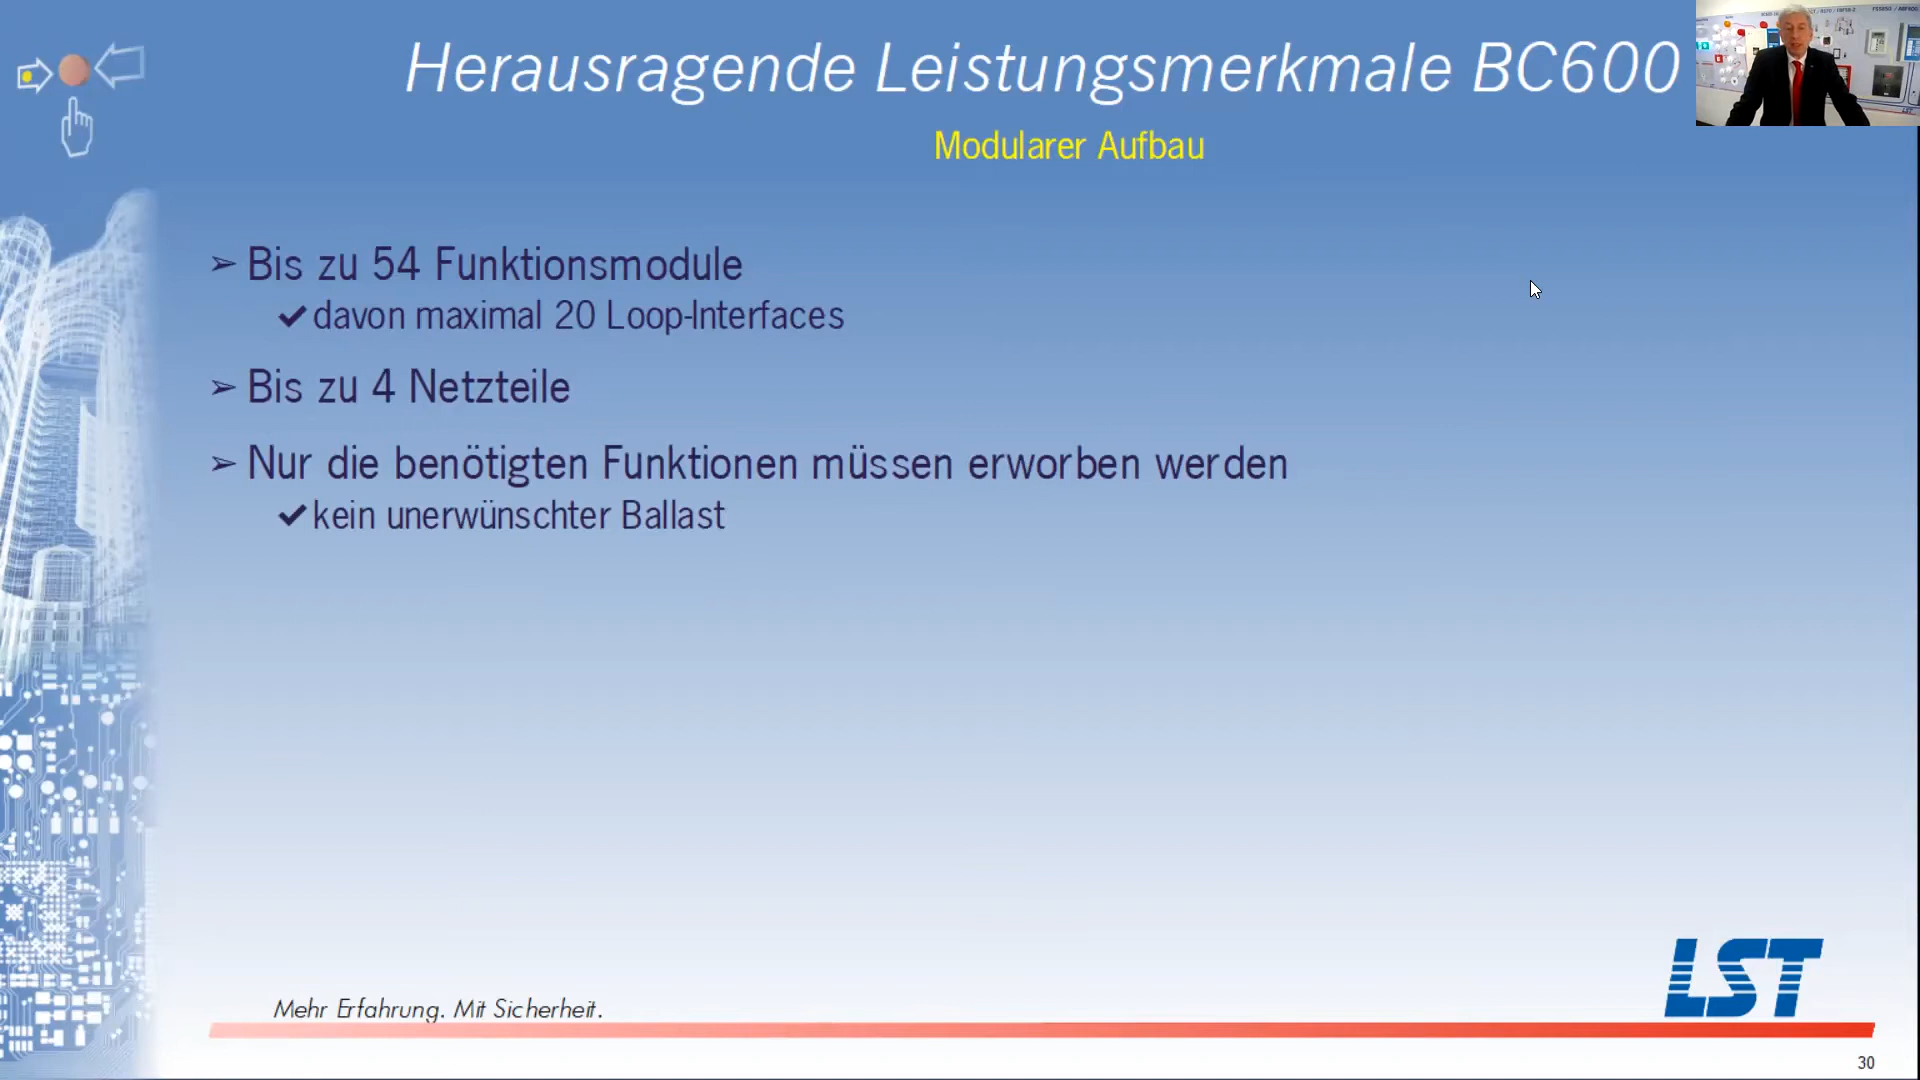 Herausragende Leistungsmerkmale BC600
Modularer Aufbau
➢ Bis zu 54 Funktionsmodule
✔ davon maximal 20 Loop-Interfaces
➢ Bis zu 4 Netzteile
➢ Nur die benötigten Funktionen müssen erworben werden
✔ kein unerwünschter Ballast
LST
Mehr Erfahrung. Mit Sicherheit.
30